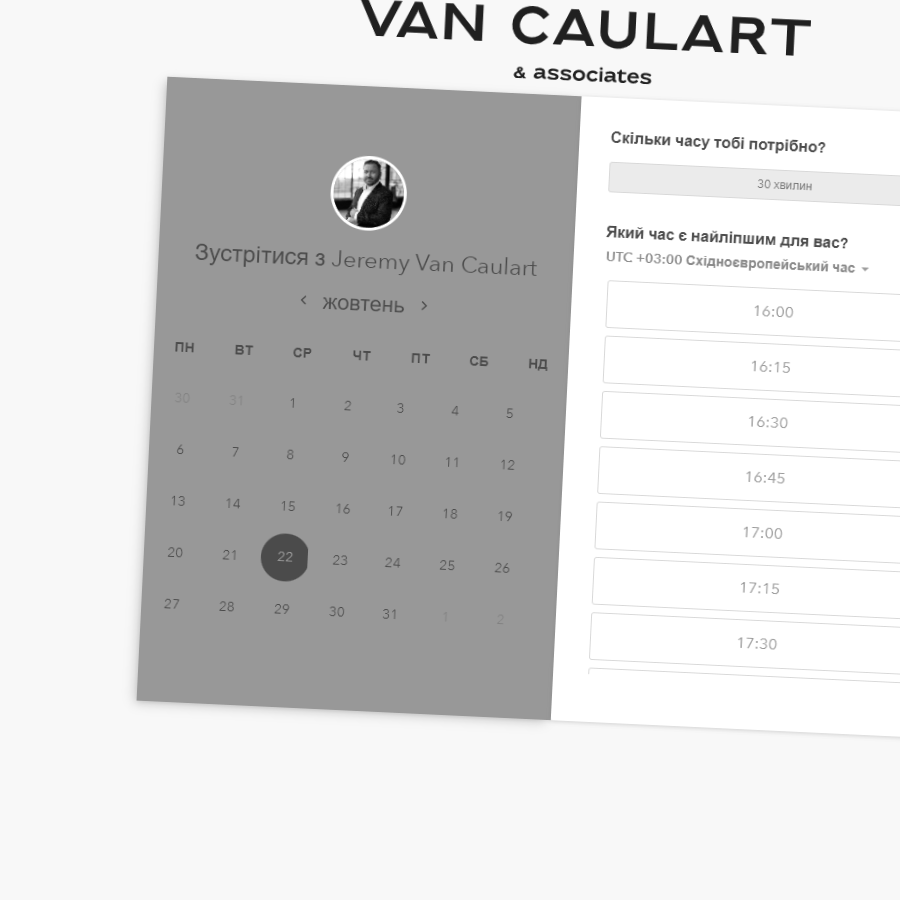 VAN CAULART
& associates
Зустрітися з Jeremy Van Caulart
жовтень
ПН ВТ СР ЧТ ПТ СБ НД
30 31 1 2 3 4 5
6 7 8 9 10 11 12
13 14 15 16 17 18 19
20 21 22 23 24 25 26
27 28 29 30 31 1 2
Скільки часу тобі потрібно?
30 хвилин
Який час є найліпшим для вас?
UTC +03:00 Східноєвропейський час
16:00
16:15
16:30
16:45
17:00
17:15
17:30